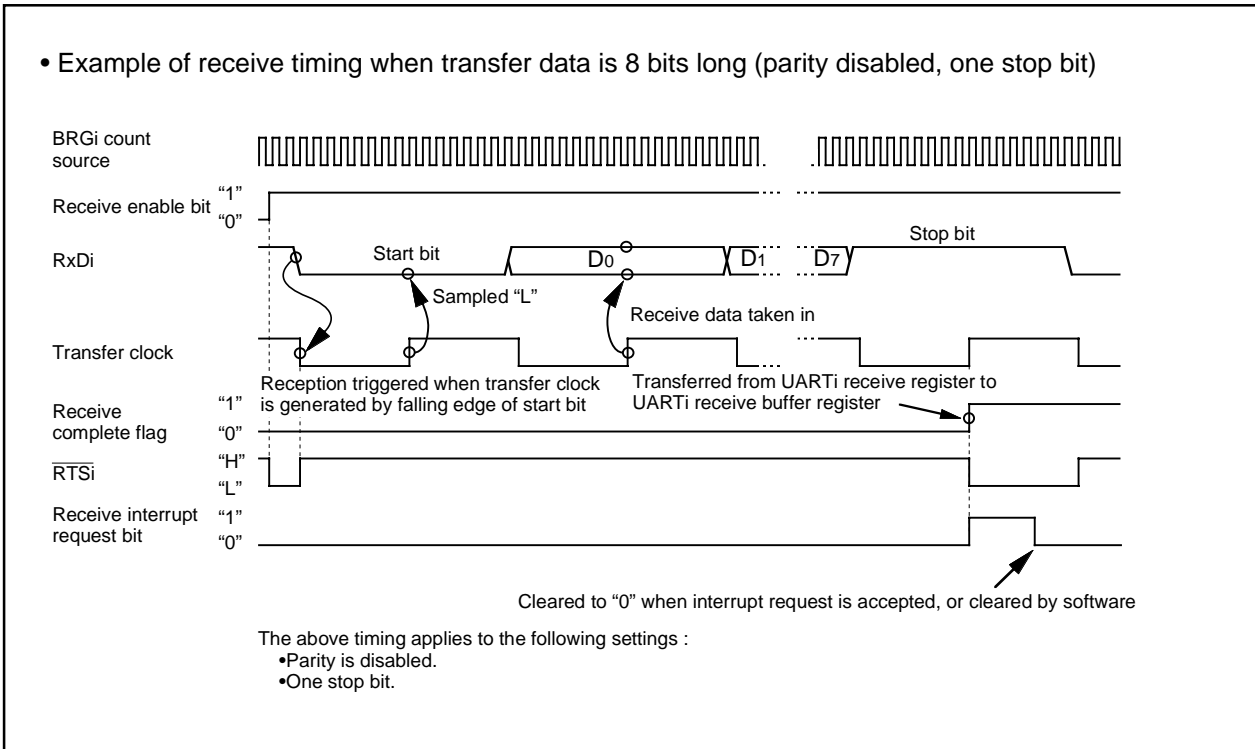 • Example of receive timing when transfer data is 8 bits long (parity disabled, one stop bit)
BRGi count
source
Receive enable bit
“1”
“0”
RxDi
Start bit
D0
D1
D7
Stop bit
Sampled “L”
Receive data taken in
Transfer clock
Reception triggered when transfer clock
is generated by falling edge of start bit
Transferred from UARTi receive register to
UARTi receive buffer register
Receive
complete flag
“1”
“0”
RTSi
“H”
“L”
Receive interrupt
request bit
“1”
“0”
Cleared to “0” when interrupt request is accepted, or cleared by software
The above timing applies to the following settings :
•Parity is disabled.
•One stop bit.